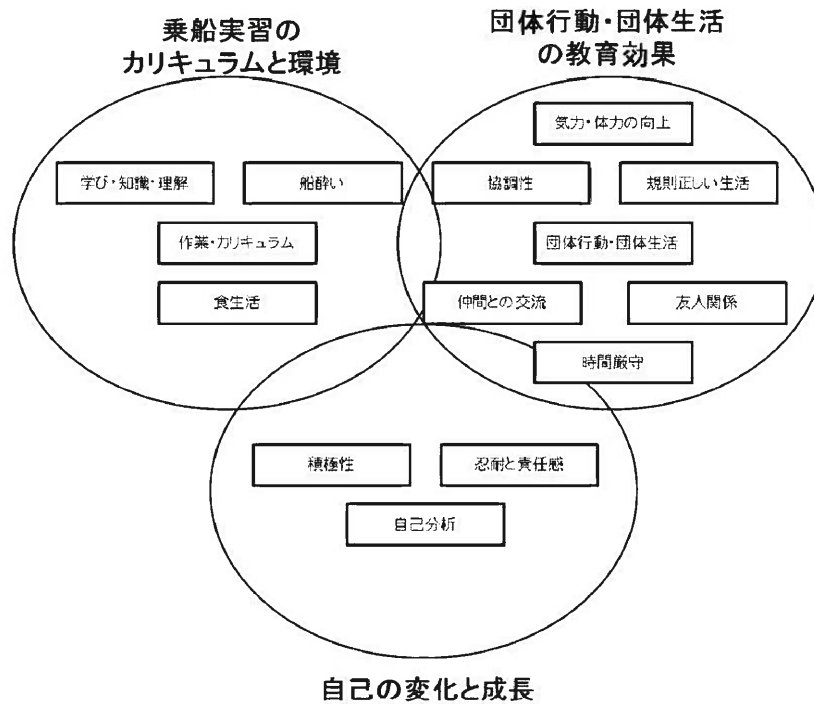 乗船実習の
カリキュラムと環境
団体行動・団体生活
の教育効果
気力・体力の向上
学び・知識・理解
船酔い
協調性
規則正しい生活
作業・カリキュラム
団体行動・団体生活
食生活
仲間との交流
友人関係
時間厳守
積極性
忍耐と責任感
自己分析
自己の変化と成長